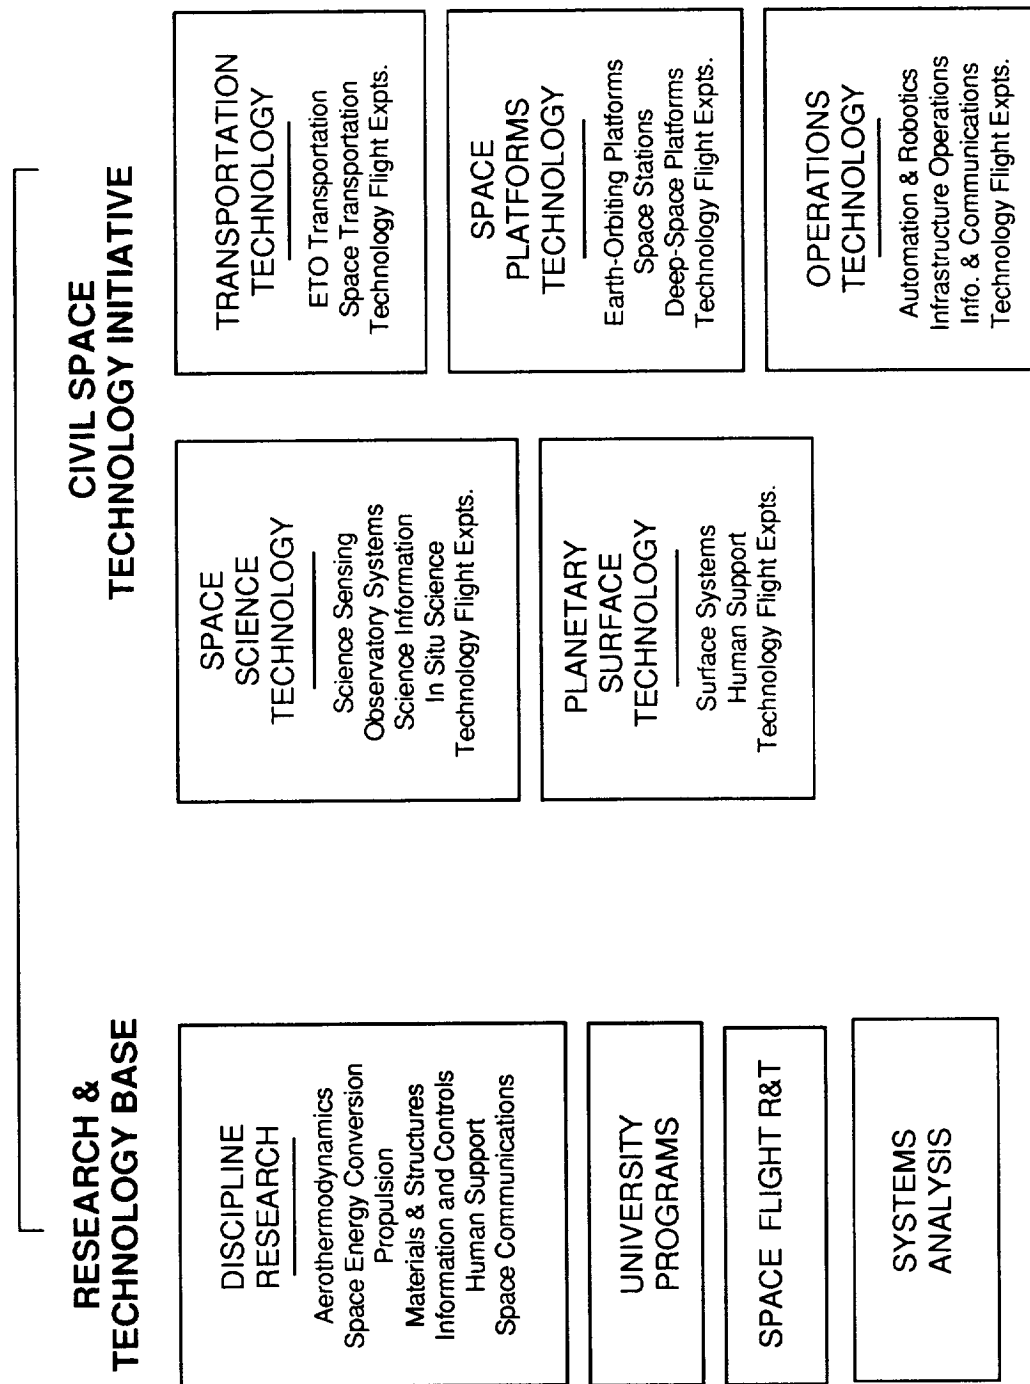 RESEARCH &
TECHNOLOGY BASE
DISCIPLINE
RESEARCH
Aerothermodynamics
Space Energy Conversion
Propulsion
Materials & Structures
Information and Controls
Human Support
Space Communications
UNIVERSITY
PROGRAMS
SPACE FLIGHT R&T
SYSTEMS
ANALYSIS
CIVIL SPACE
TECHNOLOGY INITIATIVE
SPACE
SCIENCE
TECHNOLOGY
Science Sensing
Observatory Systems
Science Information
In Situ Science
Technology Flight Expts.
PLANETARY
SURFACE
TECHNOLOGY
Surface Systems
Human Support
Technology Flight Expts.
TRANSPORTATION
TECHNOLOGY
ETO Transportation
Space Transportation
Technology Flight Expts.
SPACE
PLATFORMS
TECHNOLOGY
Earth-Orbiting Platforms
Space Stations
Deep-Space Platforms
Technology Flight Expts.
OPERATIONS
TECHNOLOGY
Automation & Robotics
Infrastructure Operations
Info. & Communications
Technology Flight Expts.